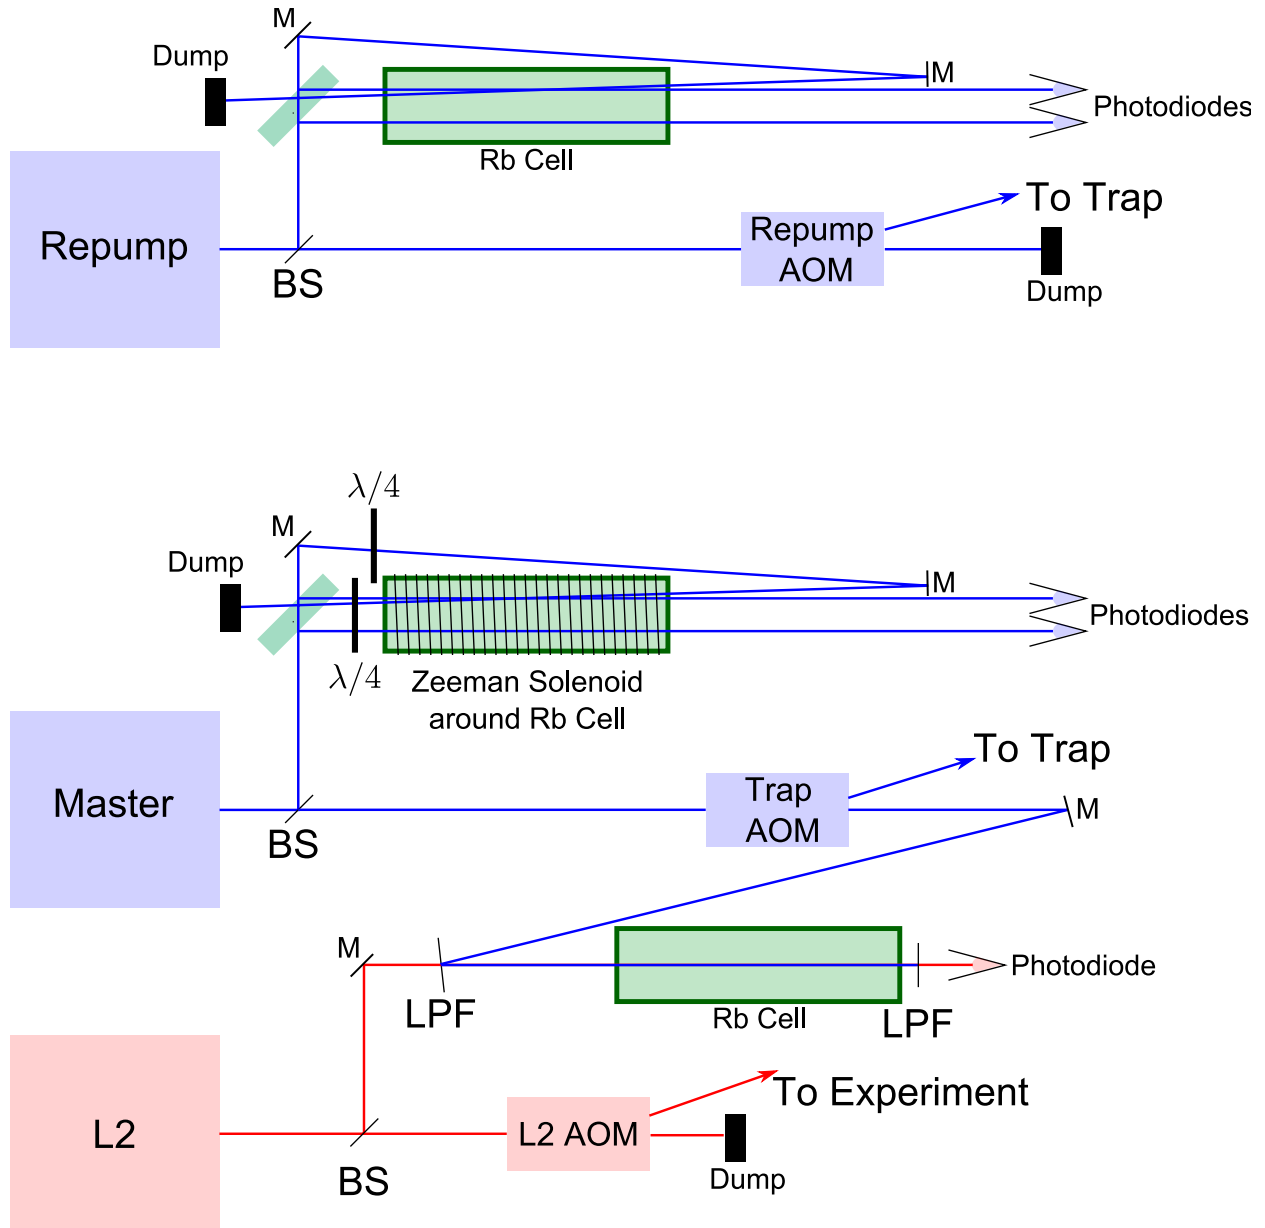 M
Dump
M
Photodiodes
Rb Cell
To Trap
Repump
Repump
AOM
BS
Dump
λ/4
M
Dump
M
Photodiodes
λ/4
Zeeman Solenoid
around Rb Cell
To Trap
Master
Trap
AOM
M
BS
M
Photodiode
LPF
Rb Cell
LPF
To Experiment
L2
L2 AOM
BS
Dump